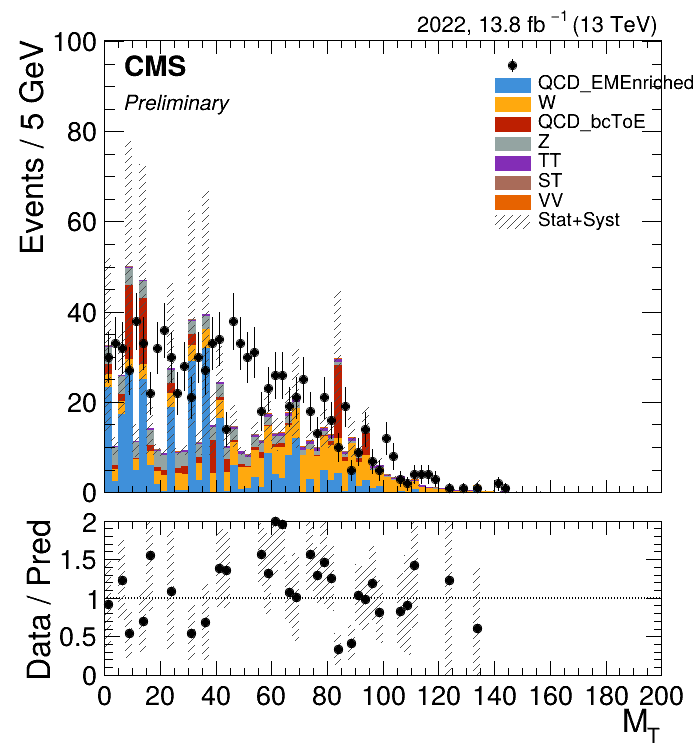 2022, 13.8 fb⁻¹ (13 TeV)
Events / 5 GeV
100
80
60
40
20
0
CMS
Preliminary
QCD_EMEnriched
W
QCD_bcToE
Z
TT
ST
VV
Stat+Syst
Data / Pred
2
1.5
1
0.5
0
0 20 40 60 80 100 120 140 160 180 200
M_T